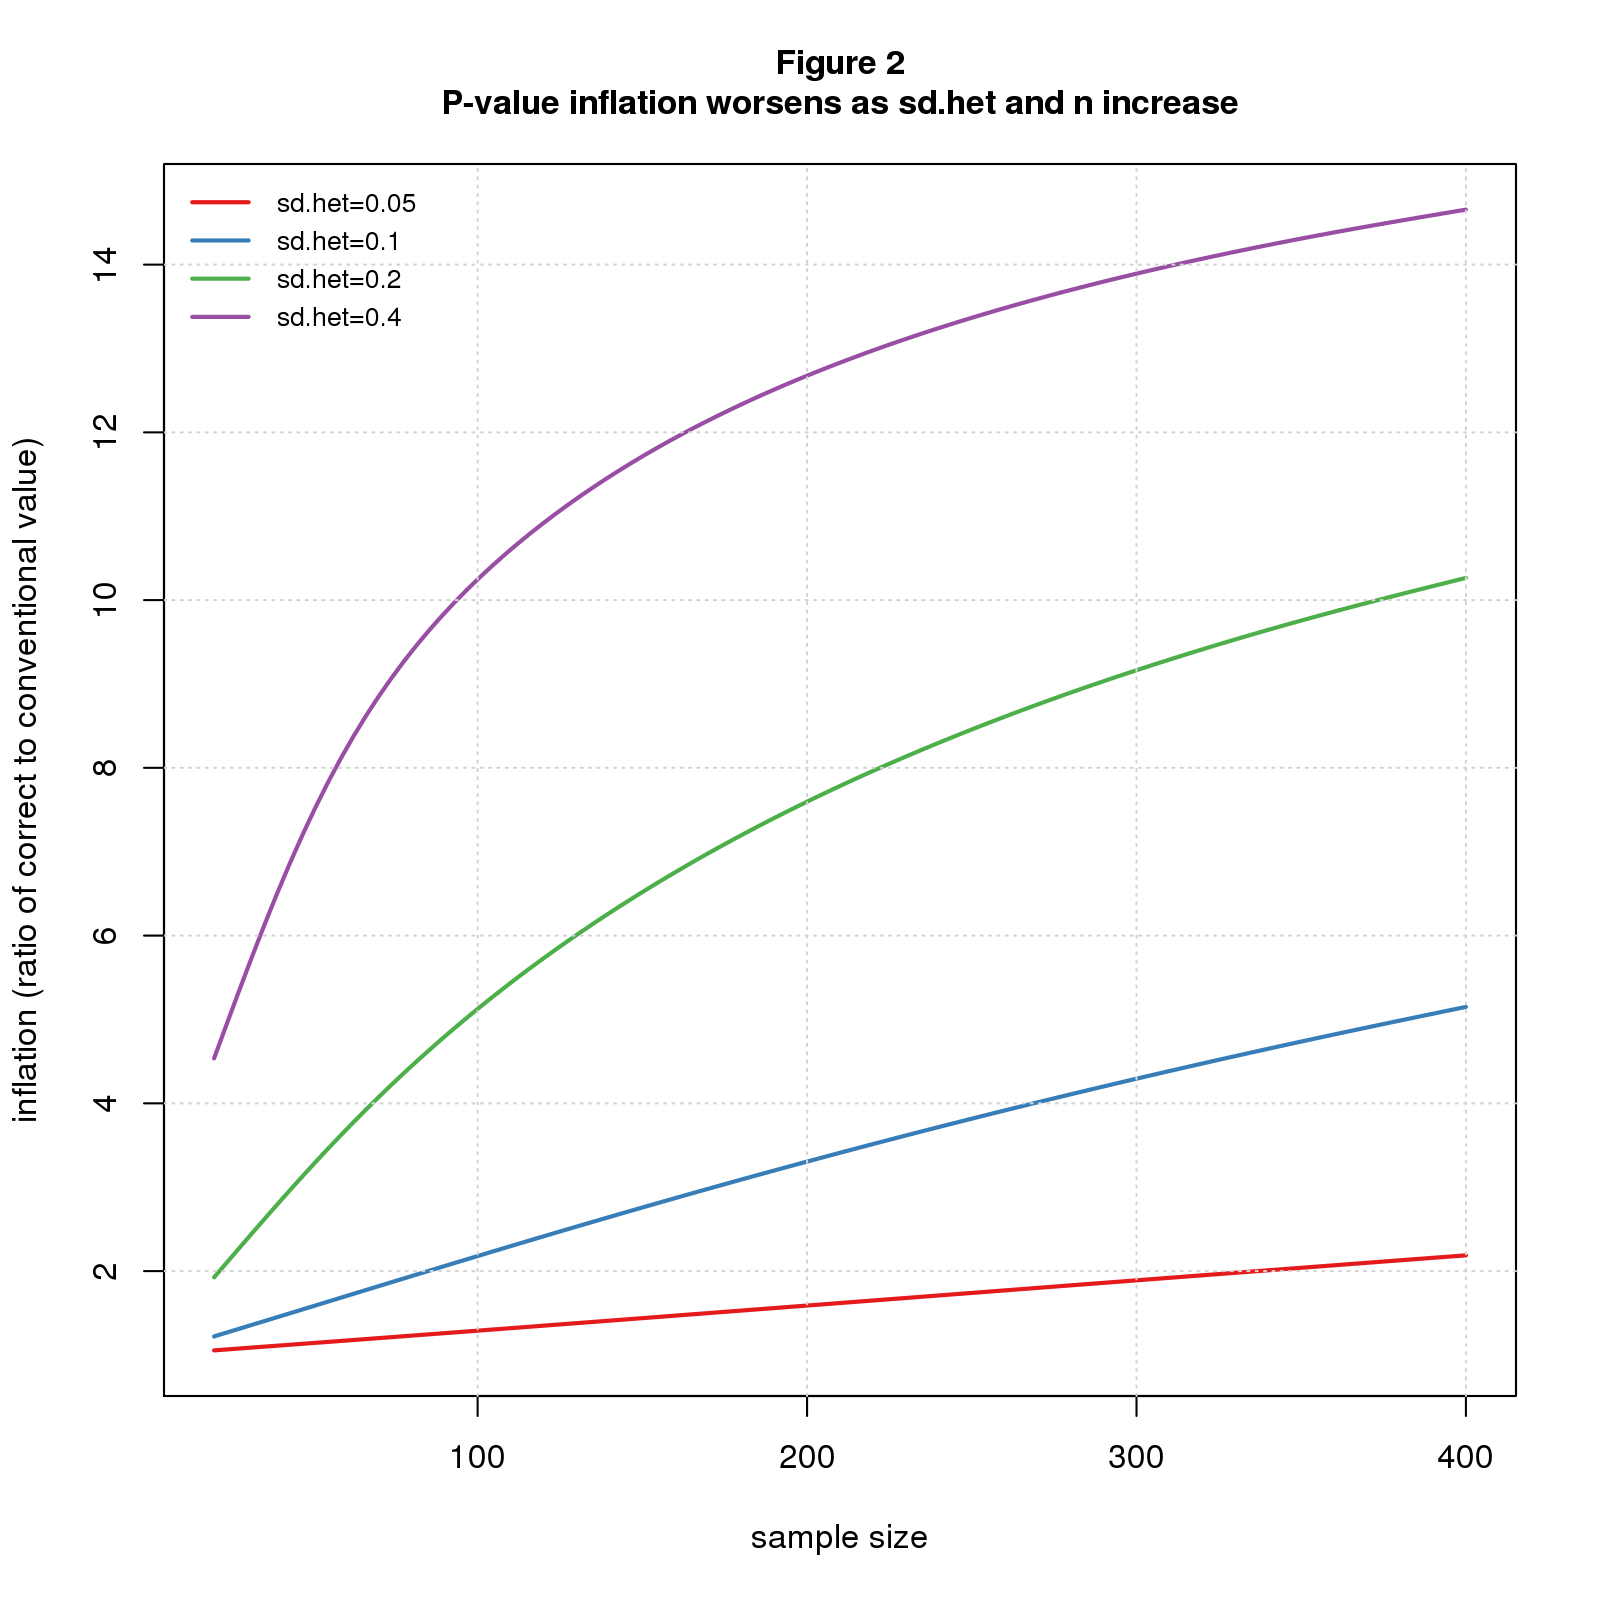 Figure 2
P-value inflation worsens as sd.het and n increase
sd.het=0.05
sd.het=0.1
sd.het=0.2
sd.het=0.4
inflation (ratio of correct to conventional value)
14
12
10
8
6
4
2
100 200 300 400
sample size